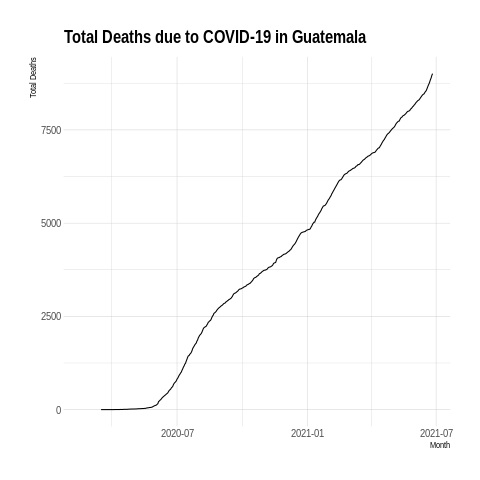 Total Deaths due to COVID-19 in Guatemala
Total Deaths
7500
5000
2500
0
2020-07
2021-01
2021-07
Month